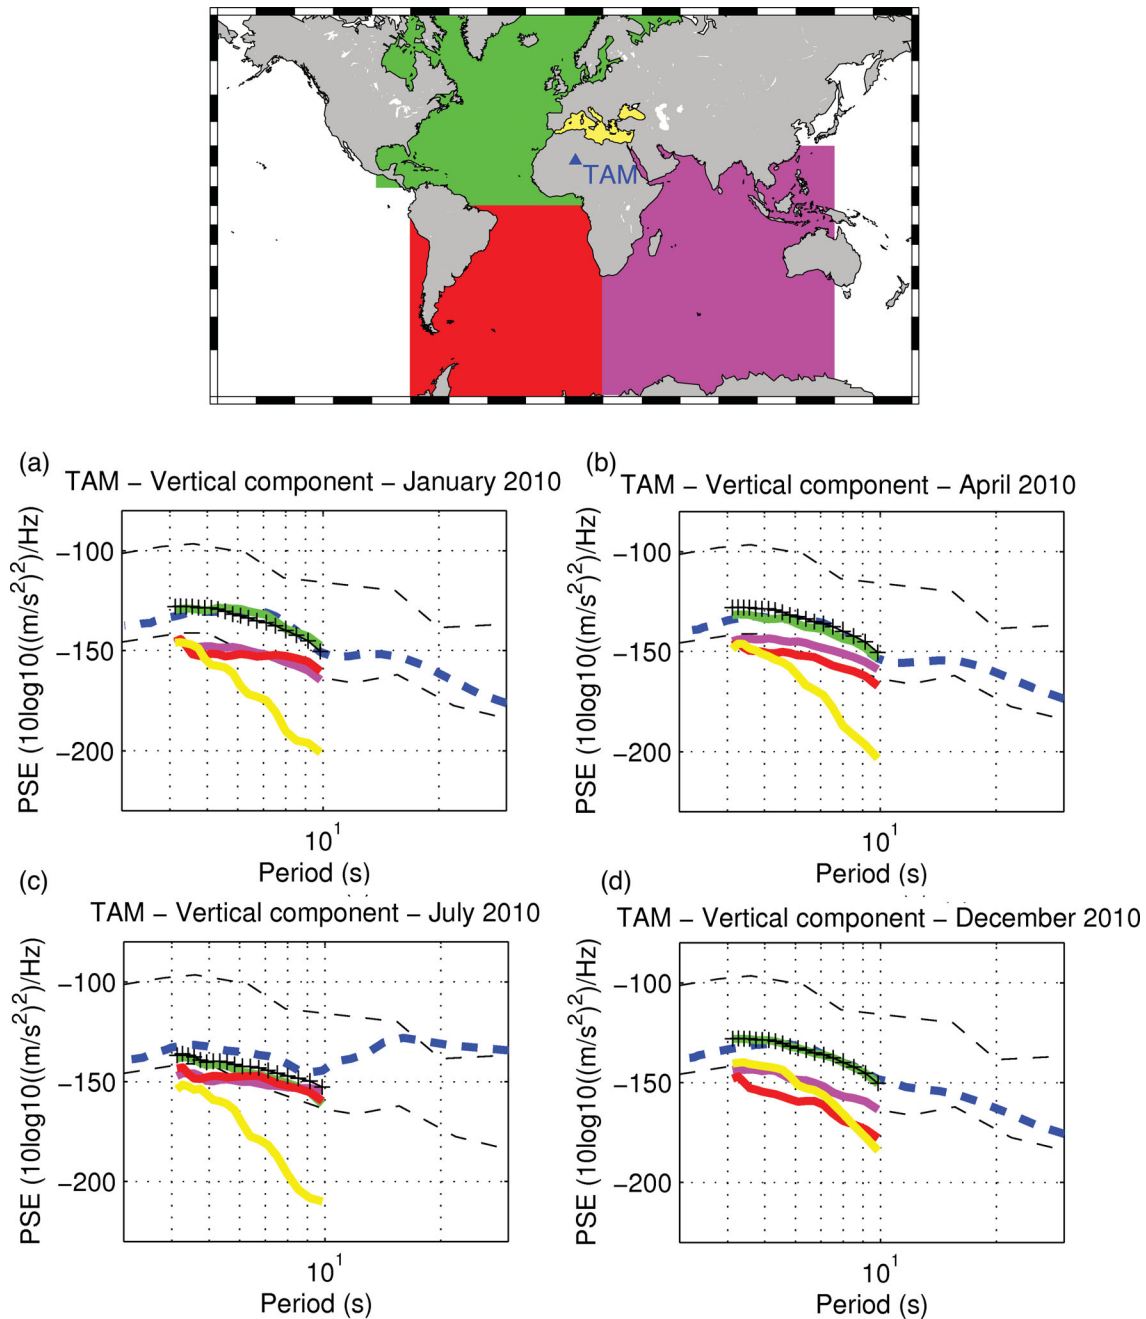 TAM
(a)
TAM – Vertical component – January 2010
PSE (10log10((m/s²)²)/Hz)
−100
−150
−200
10¹
Period (s)
(b)
TAM – Vertical component – April 2010
PSE (10log10((m/s²)²)/Hz)
−100
−150
−200
10¹
Period (s)
(c)
TAM – Vertical component – July 2010
PSE (10log10((m/s²)²)/Hz)
−100
−150
−200
10¹
Period (s)
(d)
TAM – Vertical component – December 2010
PSE (10log10((m/s²)²)/Hz)
−100
−150
−200
10¹
Period (s)